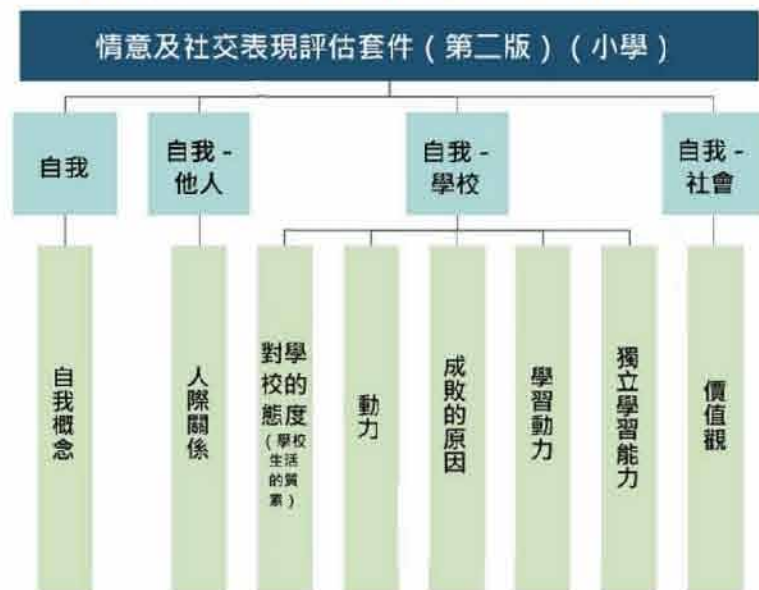 情意及社交表現評估套件（第二版）（小學）
自我
自我 -
他人
自我 -
學校
自我 -
社會
自我概念
人際關係
對學
校的
態度
（學校
生活
的質
素）
動力
成敗的原因
學習動力
獨立學習能力
價值觀